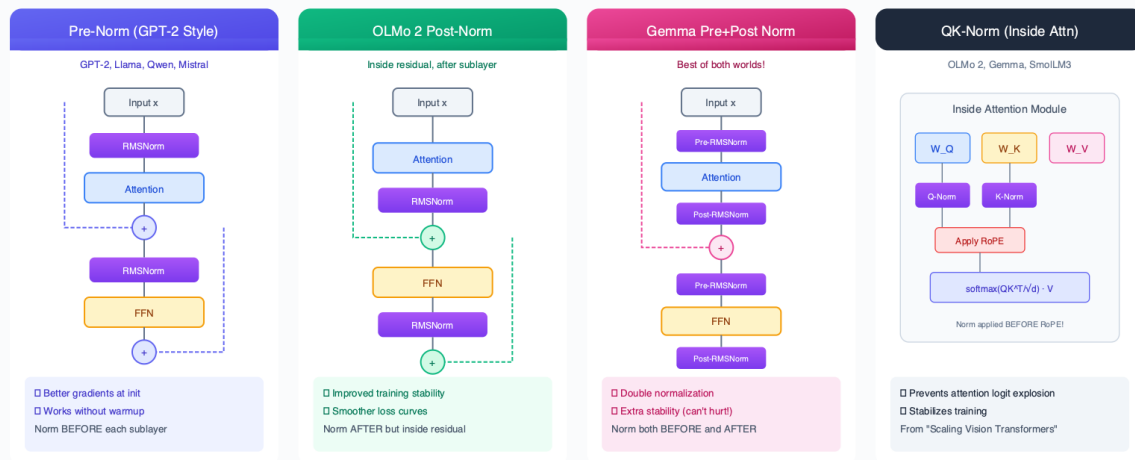 Pre-Norm (GPT-2 Style)
GPT-2, Llama, Qwen, Mistral
Input x
RMSNorm
Attention
+
RMSNorm
FFN
+
Better gradients at init
Works without warmup
Norm BEFORE each sublayer
OLMo 2 Post-Norm
Inside residual, after sublayer
Input x
Attention
RMSNorm
+
FFN
RMSNorm
+
Improved training stability
Smoother loss curves
Norm AFTER but inside residual
Gemma Pre+Post Norm
Best of both worlds!
Input x
Pre-RMSNorm
Attention
Post-RMSNorm
+
Pre-RMSNorm
FFN
Post-RMSNorm
Double normalization
Extra stability (can't hurt!)
Norm both BEFORE and AFTER
QK-Norm (Inside Attn)
OLMo 2, Gemma, SmolLM3
Inside Attention Module
W_Q W_K W_V
Q-Norm K-Norm
Apply RoPE
softmax(QK^T/√d) · V
Norm applied BEFORE RoPE!
Prevents attention logit explosion
Stabilizes training
From "Scaling Vision Transformers"